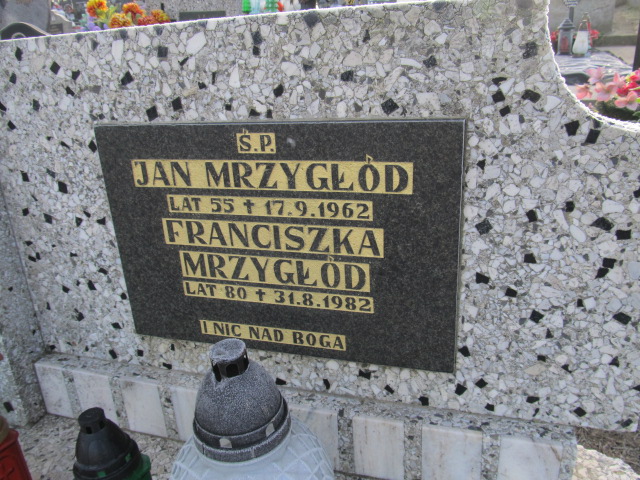 Ś.P.
JAN MRZYGŁÓD
LAT 55 † 17.9.1962
FRANCISZKA
MRZYGŁÓD
LAT 80 † 31.8.1982
I NIC NAD BOGA